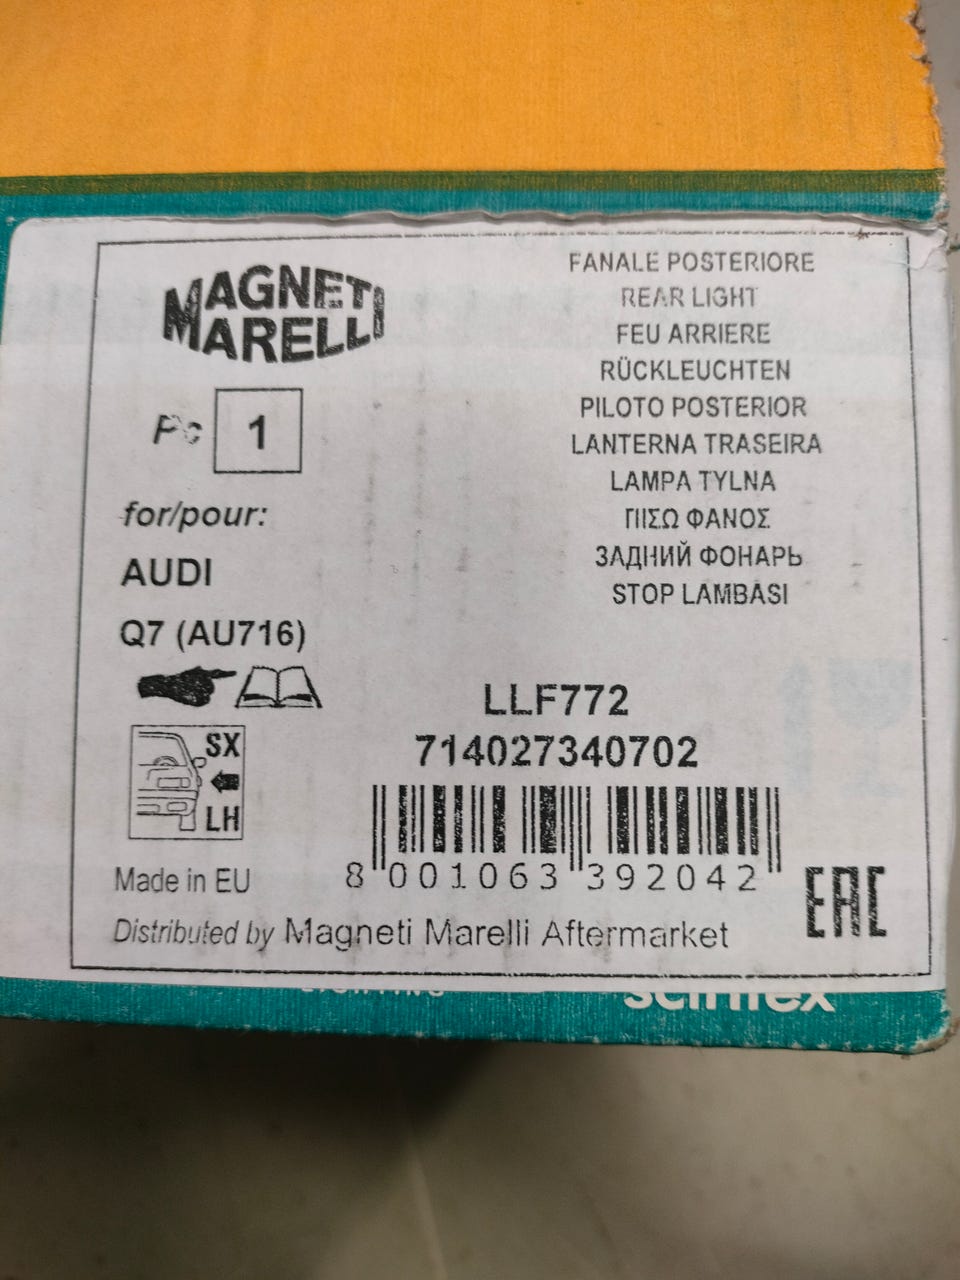 MAGNETI
MARELLI
Pc 1
for/pour:
AUDI
Q7 (AU716)
SX
LH
Made in EU
Distributed by Magneti Marelli Aftermarket
FANALE POSTERIORE
REAR LIGHT
FEU ARRIERE
RÜCKLEUCHTEN
PILOTO POSTERIOR
LANTERNA TRASEIRA
LAMPA TYLNA
ΠΙΣΩ ΦΑΝΟΣ
ЗАДНИЙ ФОНАРЬ
STOP LAMBASI
LLF772
714027340702
8 001063 392042
EAC